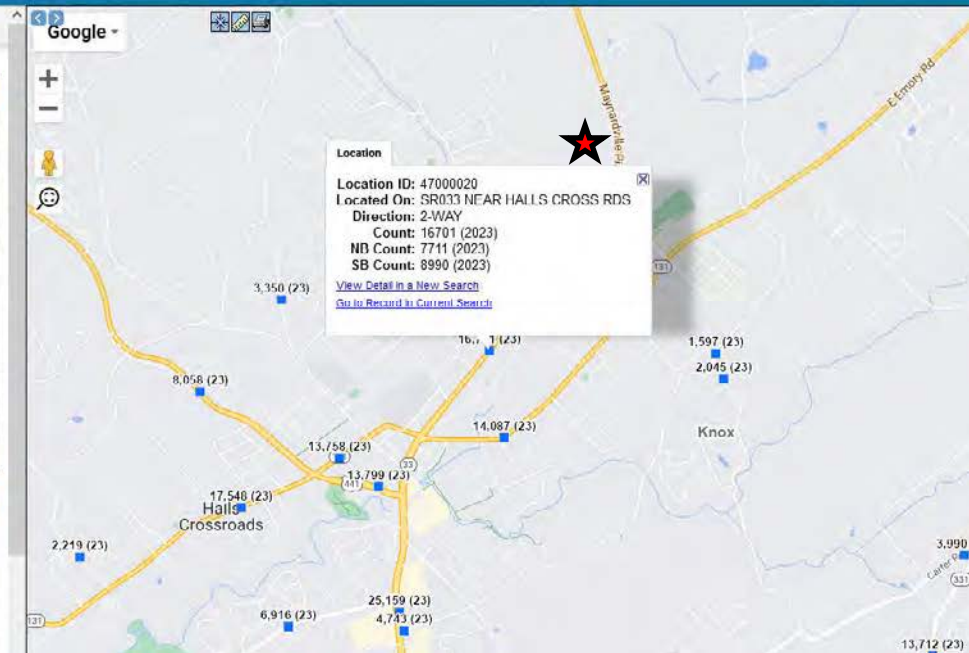 Google
Maynardville Pi
E Emory Rd
Location
Location ID: 47000020
Located On: SR033 NEAR HALLS CROSS RDS
Direction: 2-WAY
Count: 16701 (2023)
NB Count: 7711 (2023)
SB Count: 8990 (2023)
View Detail in a New Search
Go to Record in Current Search
131
3,350 (23)
1,597 (23)
2,045 (23)
8,058 (23)
14,087 (23)
Knox
13,758 (23)
33
441
13,799 (23)
17,548 (23)
Halls
Crossroads
2,219 (23)
3,990
Carter
331
25,159 (23)
6,916 (23)
4,743 (23)
131
13,712 (23)